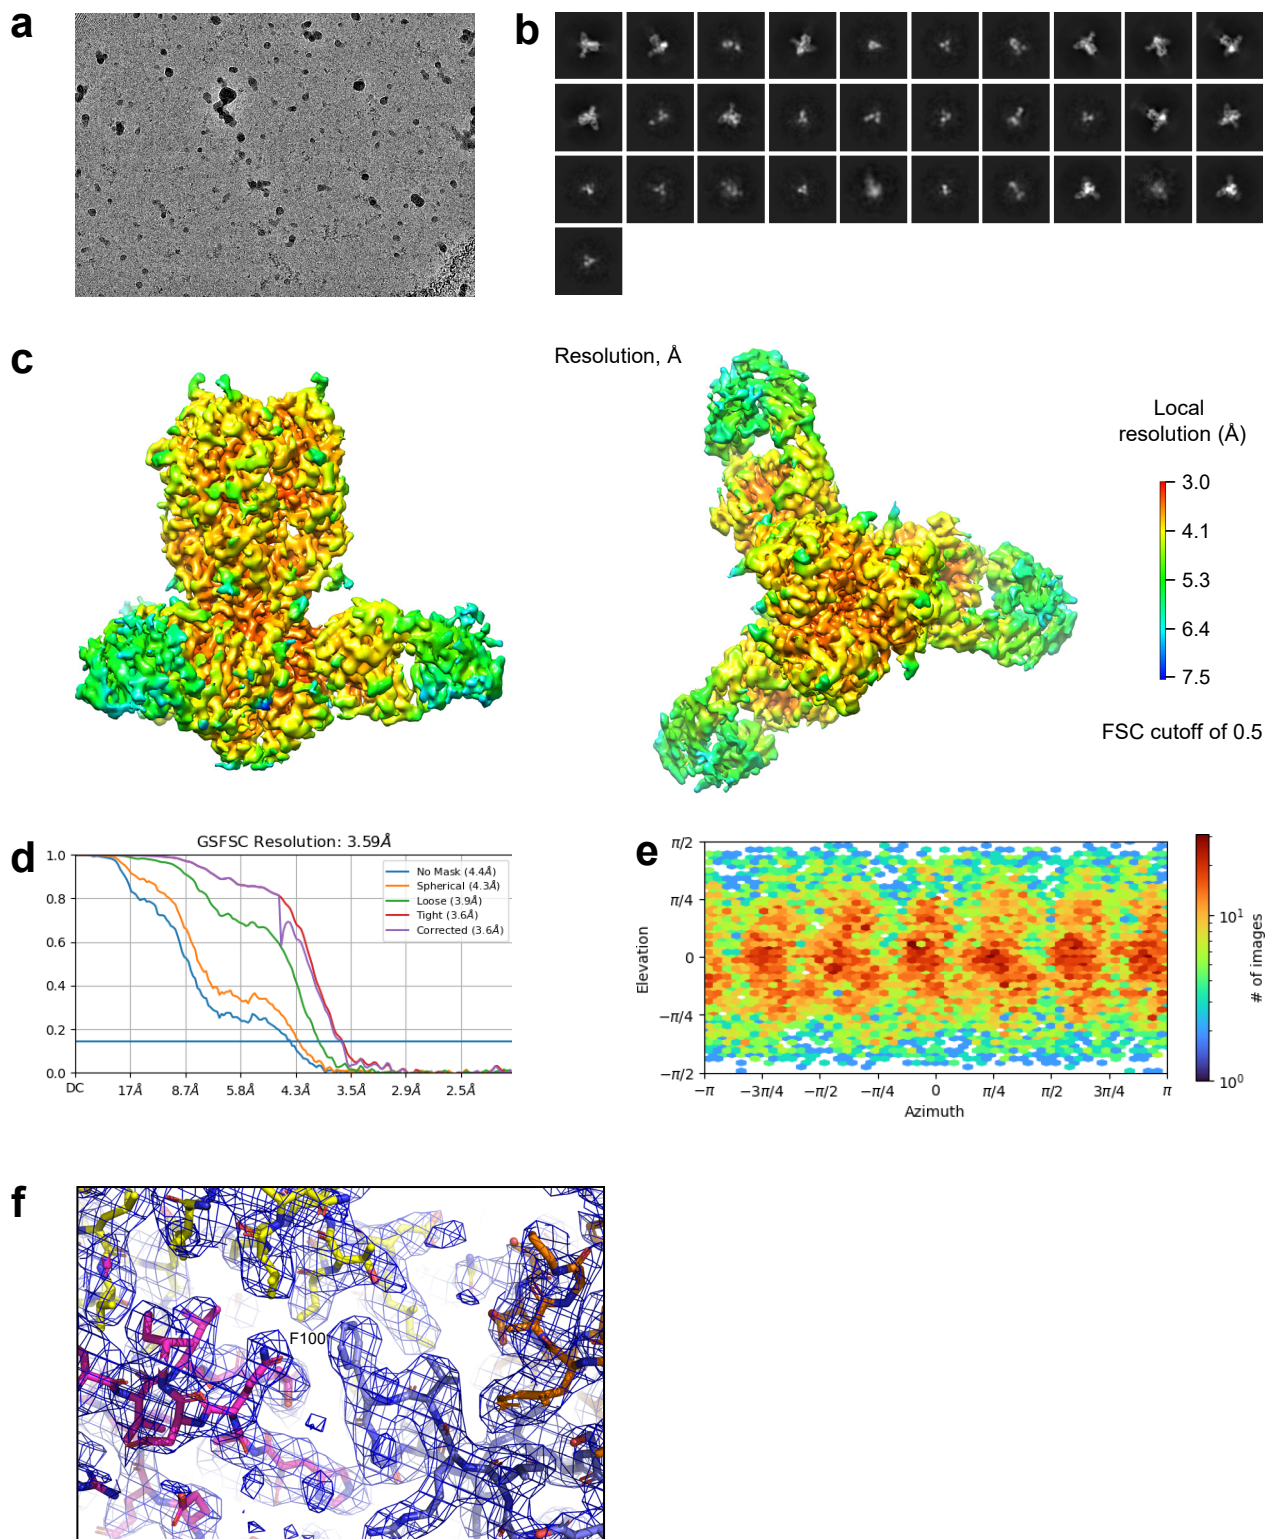 a
b
c
Resolution, Å
Local
resolution (Å)
3.0
4.1
5.3
6.4
7.5
FSC cutoff of 0.5
d
GSFSC Resolution: 3.59Å
1.0
0.8
0.6
0.4
0.2
0.0
No Mask (4.4Å)
Spherical (4.3Å)
Loose (3.9Å)
Tight (3.6Å)
Corrected (3.6Å)
DC 17Å 8.7Å 5.8Å 4.3Å 3.5Å 2.9Å 2.5Å
e
π/2
π/4
0
−π/4
−π/2
Elevation
−π −3π/4 −π/2 −π/4 0 π/4 π/2 3π/4 π
Azimuth
10¹
10⁰
# of images
f
F100